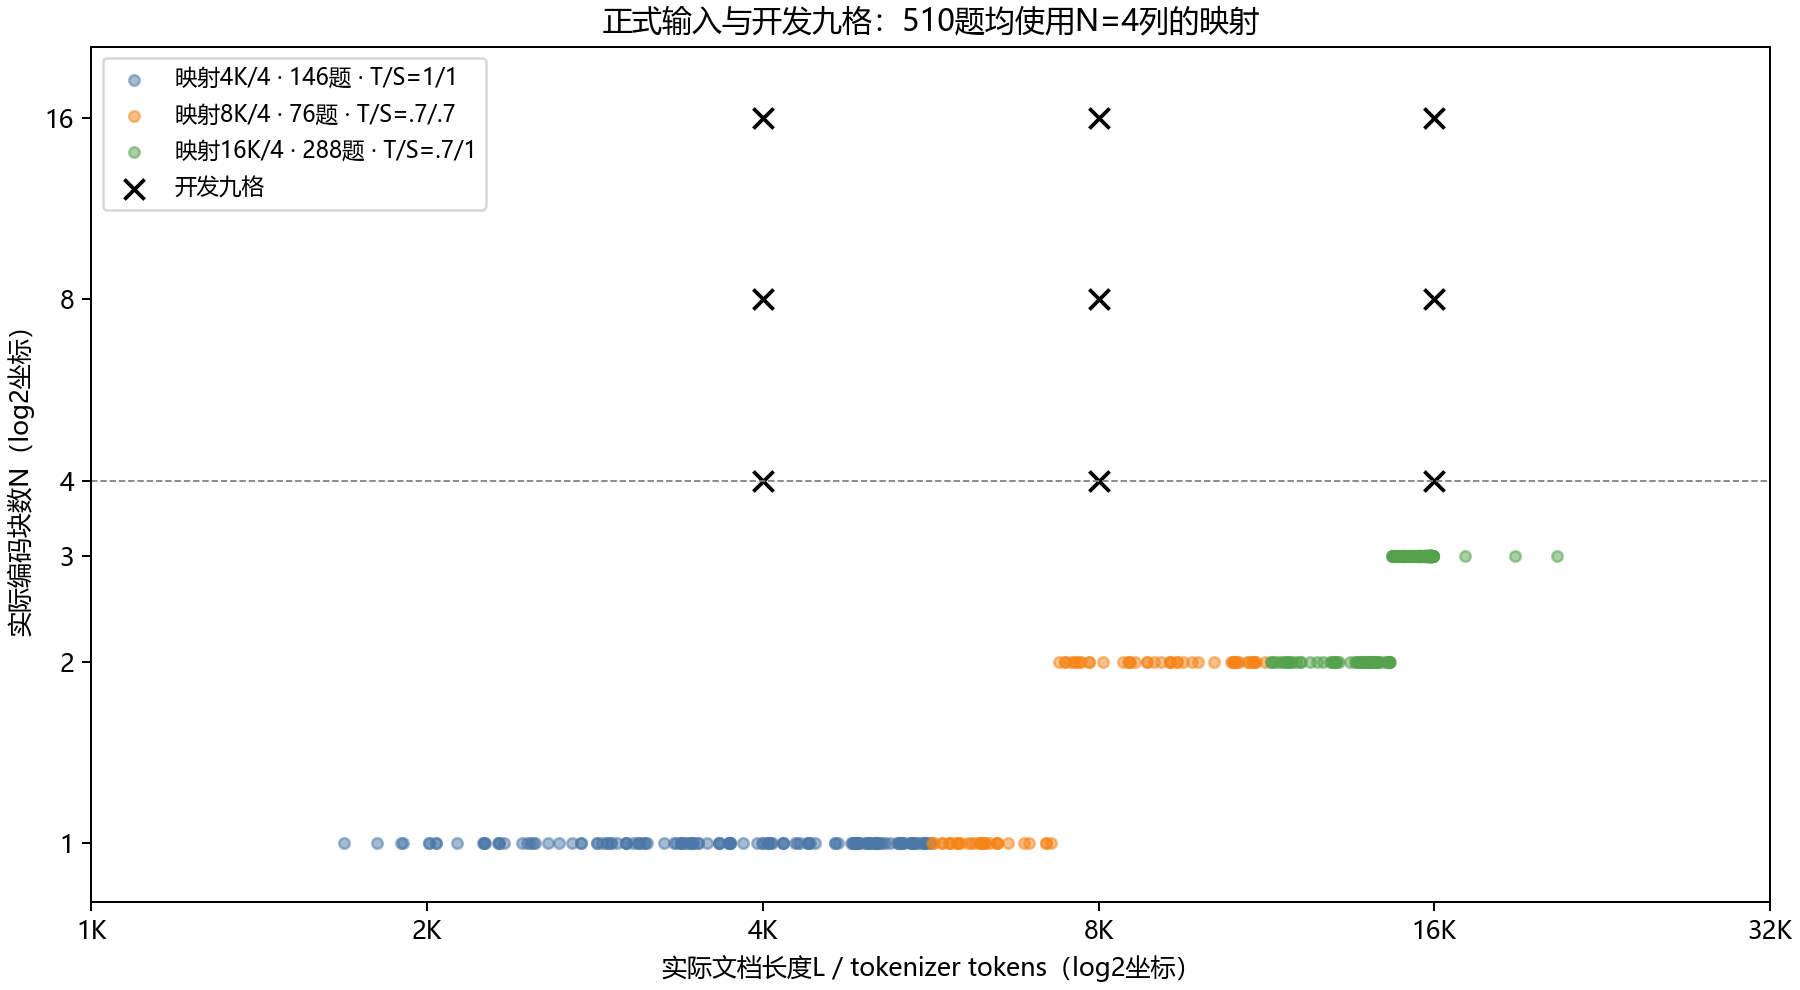 正式输入与开发九格：510题均使用N=4列的映射
映射4K/4 · 146题 · T/S=1/1
映射8K/4 · 76题 · T/S=.7/.7
映射16K/4 · 288题 · T/S=.7/1
开发九格
16
8
4
3
2
1
实际编码块数N（log2坐标）
1K
2K
4K
8K
16K
32K
实际文档长度L / tokenizer tokens（log2坐标）